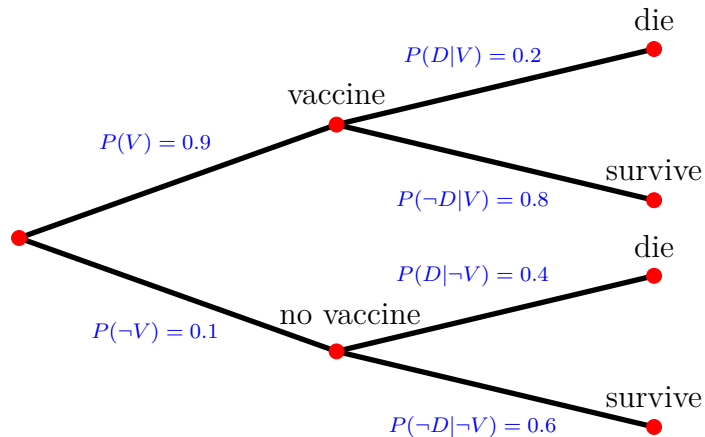 die
P(D|V) = 0.2
vaccine
P(V) = 0.9
survive
P(¬D|V) = 0.8
die
P(D|¬V) = 0.4
no vaccine
P(¬V) = 0.1
survive
P(¬D|¬V) = 0.6